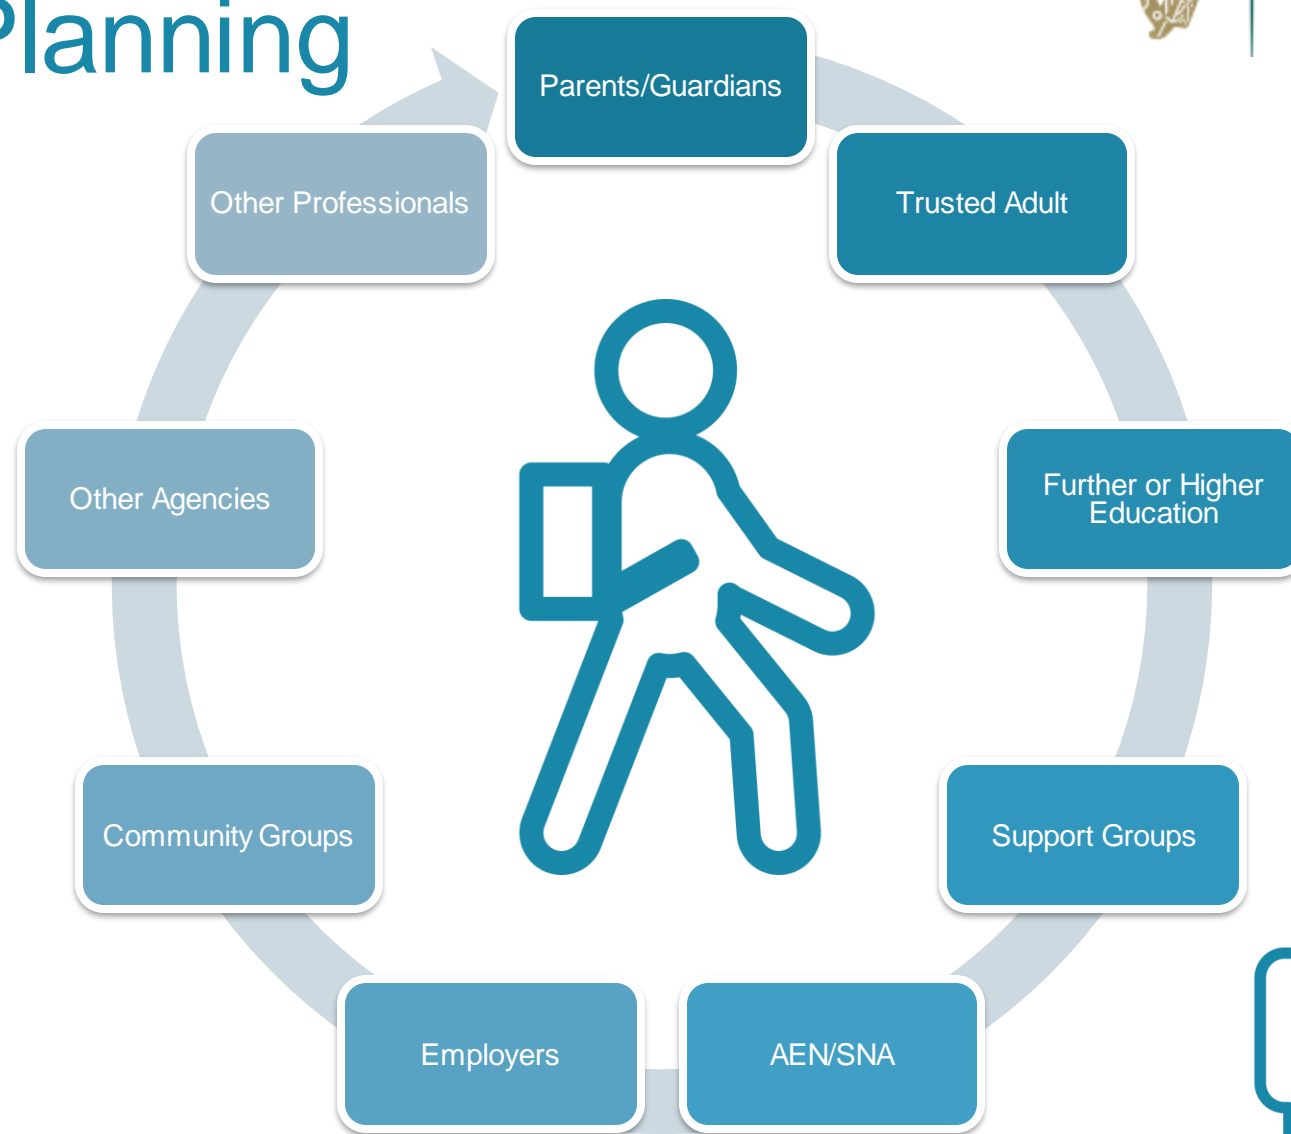 Planning
Parents/Guardians
Trusted Adult
Further or Higher
Education
Support Groups
AEN/SNA
Employers
Community Groups
Other Agencies
Other Professionals